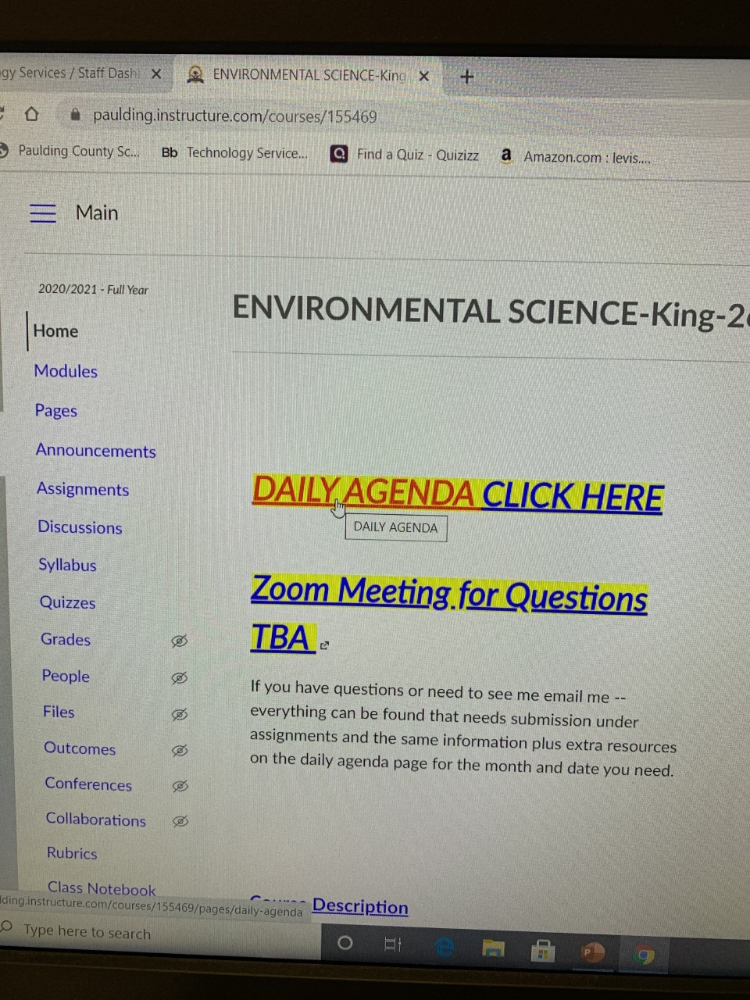 gy Services / Staff Dash
ENVIRONMENTAL SCIENCE-King
paulding.instructure.com/courses/155469
Paulding County Sc...
Bb Technology Service...
Q Find a Quiz - Quizizz
a Amazon.com : levis....
Main
2020/2021 - Full Year
ENVIRONMENTAL SCIENCE-King-2
Home
Modules
Pages
Announcements
Assignments
Discussions
Syllabus
Quizzes
Grades
People
Files
Outcomes
Conferences
Collaborations
Rubrics
Class Notebook
DAILY AGENDA CLICK HERE
DAILY AGENDA
Zoom Meeting for Questions
TBA
If you have questions or need to see me email me --
everything can be found that needs submission under
assignments and the same information plus extra resources
on the daily agenda page for the month and date you need.
Description
lding.instructure.com/courses/155469/pages/daily-agenda
Type here to search